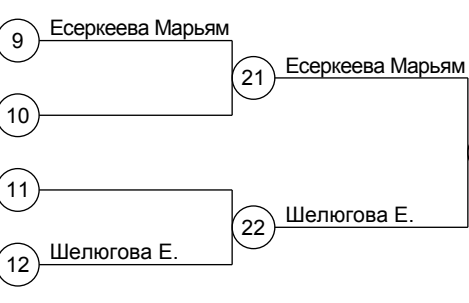 9 Есеркеева Марьям
21 Есеркеева Марьям
10
11
22 Шелюгова Е.
12 Шелюгова Е.